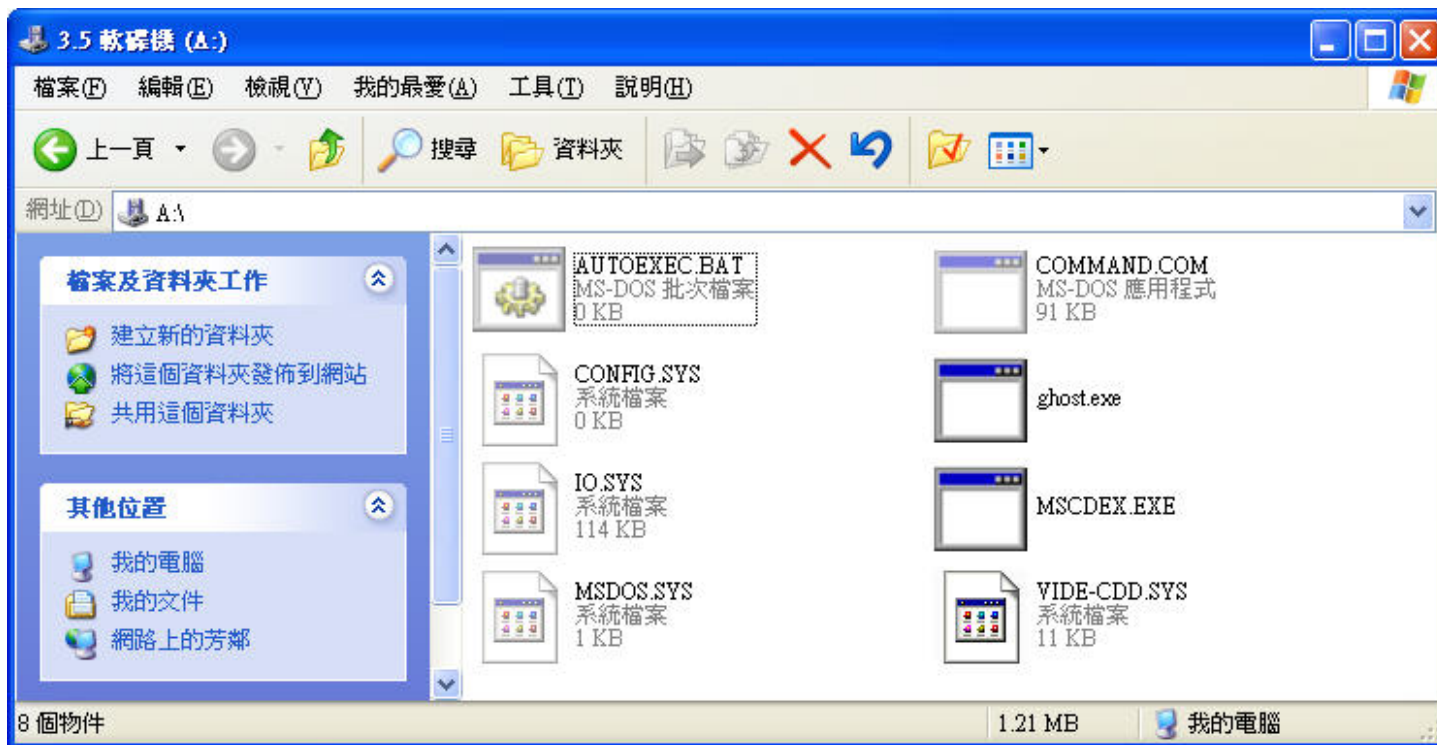 3.5 軟碟機 (A:)
檔案(F) 編輯(E) 檢視(V) 我的最愛(A) 工具(T) 說明(H)
上一頁 搜尋 資料夾
網址(D) A:\
檔案及資料夾工作
建立新的資料夾
將這個資料夾發佈到網站
共用這個資料夾
其他位置
我的電腦
我的文件
網路上的芳鄰
AUTOEXEC.BAT
MS-DOS 批次檔案
0 KB
COMMAND.COM
MS-DOS 應用程式
91 KB
CONFIG.SYS
系統檔案
0 KB
ghost.exe
IO.SYS
系統檔案
114 KB
MSCDEX.EXE
MSDOS.SYS
系統檔案
1 KB
VIDE-CDD.SYS
系統檔案
11 KB
8 個物件 1.21 MB 我的電腦